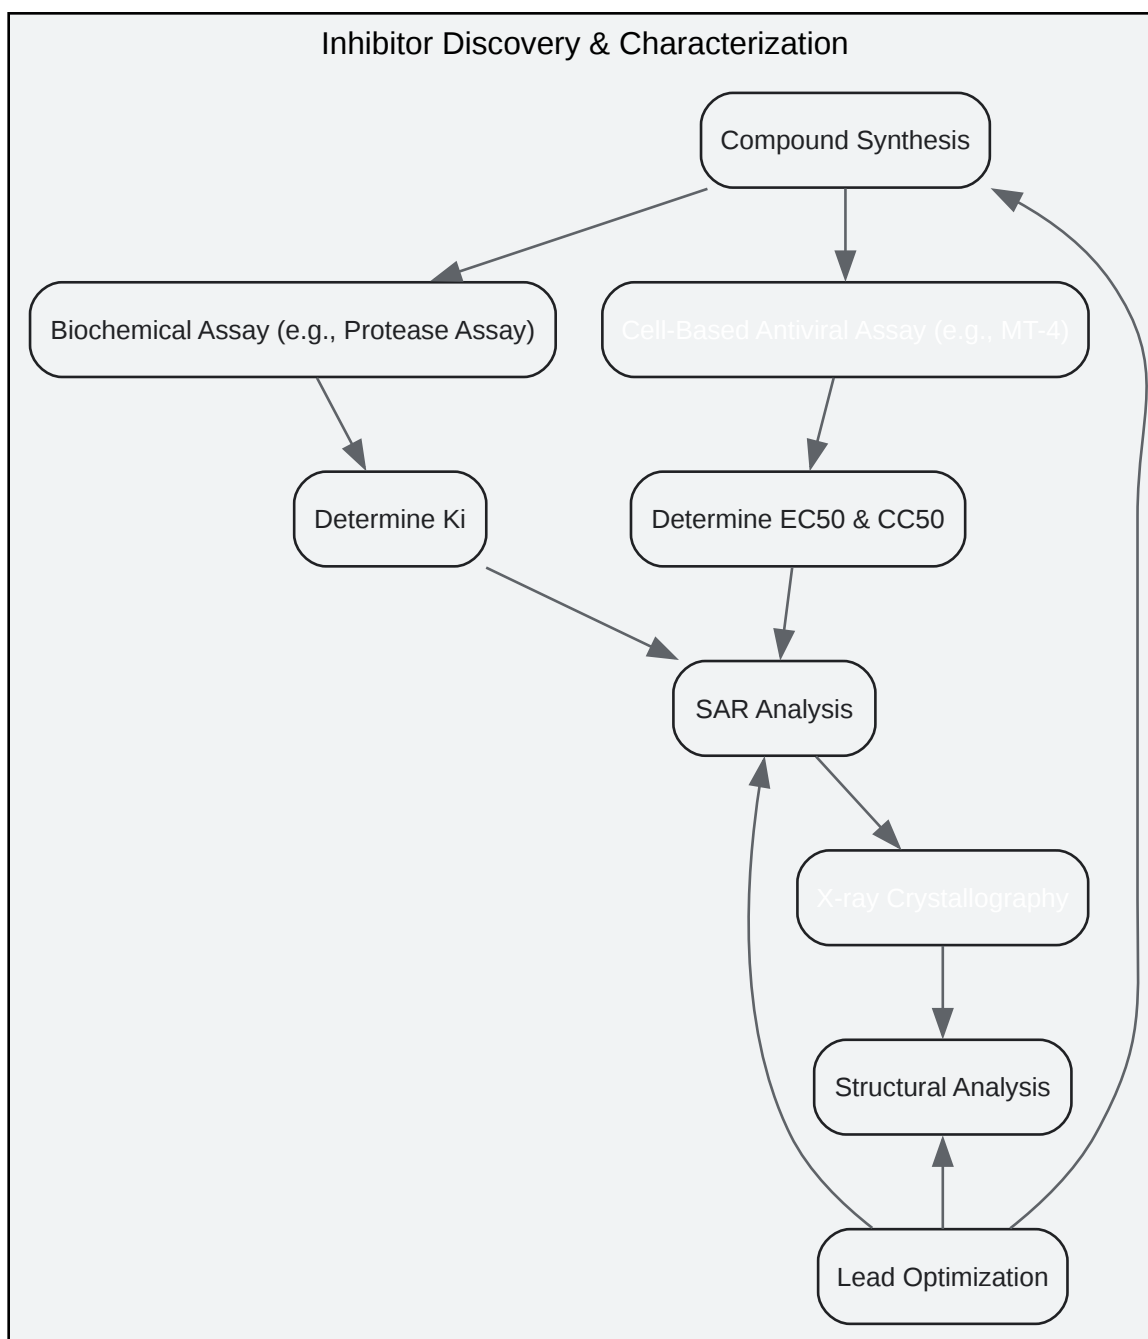 Inhibitor Discovery & Characterization
Compound Synthesis
Biochemical Assay (e.g., Protease Assay)
Cell-Based Antiviral Assay (e.g., MT-4)
Determine Ki
Determine EC50 & CC50
SAR Analysis
X-ray Crystallography
Structural Analysis
Lead Optimization